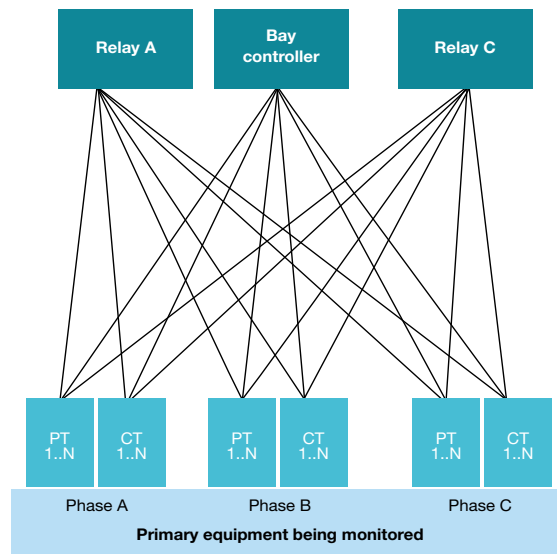 Relay A
Bay
controller
Relay C
PT
1..N
CT
1..N
PT
1..N
CT
1..N
PT
1..N
CT
1..N
Phase A
Phase B
Phase C
Primary equipment being monitored